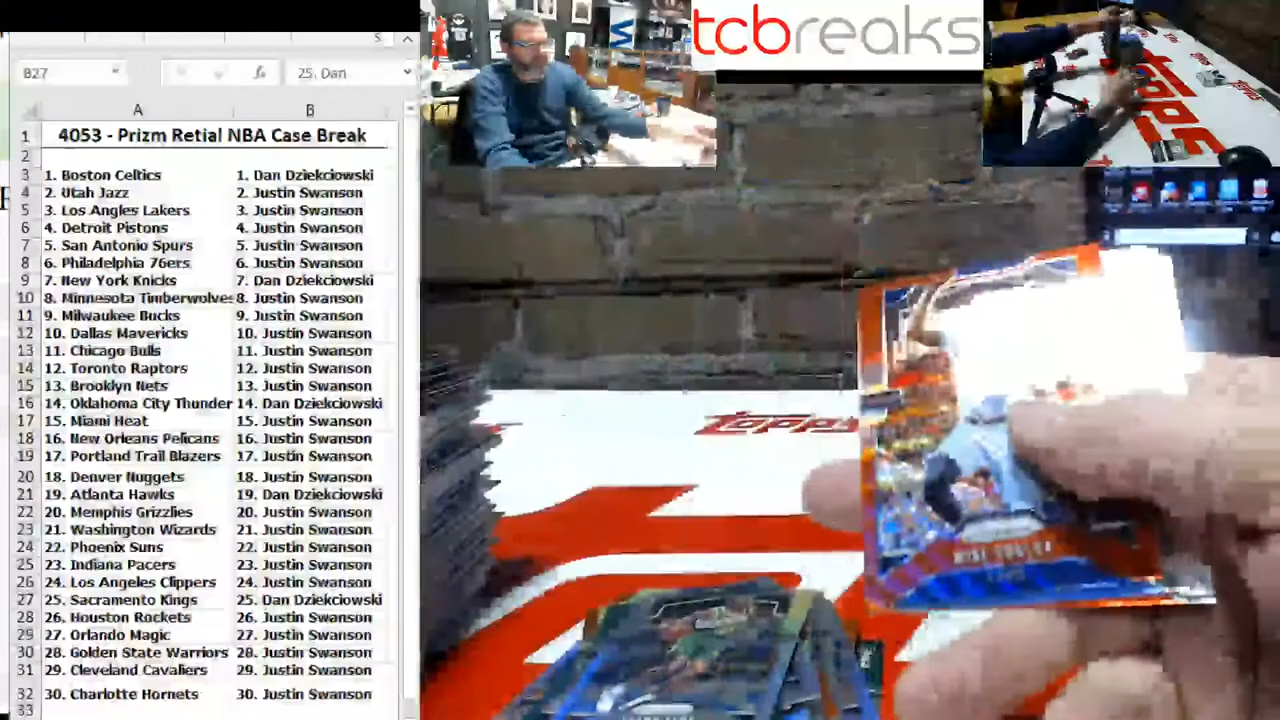 tcbreaks
B27
fx
25. Dan
A
B
1 4053 - Prizm Retial NBA Case Break
2
3 1. Boston Celtics 1. Dan Dziekciowski
4 2. Utah Jazz 2. Justin Swanson
5 3. Los Angles Lakers 3. Justin Swanson
6 4. Detroit Pistons 4. Justin Swanson
7 5. San Antonio Spurs 5. Justin Swanson
8 6. Philadelphia 76ers 6. Justin Swanson
9 7. New York Knicks 7. Dan Dziekciowski
10 8. Minnesota Timberwolves 8. Justin Swanson
11 9. Milwaukee Bucks 9. Justin Swanson
12 10. Dallas Mavericks 10. Justin Swanson
13 11. Chicago Bulls 11. Justin Swanson
14 12. Toronto Raptors 12. Justin Swanson
15 13. Brooklyn Nets 13. Justin Swanson
16 14. Oklahoma City Thunder 14. Dan Dziekciowski
17 15. Miami Heat 15. Justin Swanson
18 16. New Orleans Pelicans 16. Justin Swanson
19 17. Portland Trail Blazers 17. Justin Swanson
20 18. Denver Nuggets 18. Justin Swanson
21 19. Atlanta Hawks 19. Dan Dziekciowski
22 20. Memphis Grizzlies 20. Justin Swanson
23 21. Washington Wizards 21. Justin Swanson
24 22. Phoenix Suns 22. Justin Swanson
25 23. Indiana Pacers 23. Justin Swanson
26 24. Los Angeles Clippers 24. Justin Swanson
27 25. Sacramento Kings 25. Dan Dziekciowski
28 26. Houston Rockets 26. Justin Swanson
29 27. Orlando Magic 27. Justin Swanson
30 28. Golden State Warriors 28. Justin Swanson
31 29. Cleveland Cavaliers 29. Justin Swanson
32 30. Charlotte Hornets 30. Justin Swanson
33
topps
topps